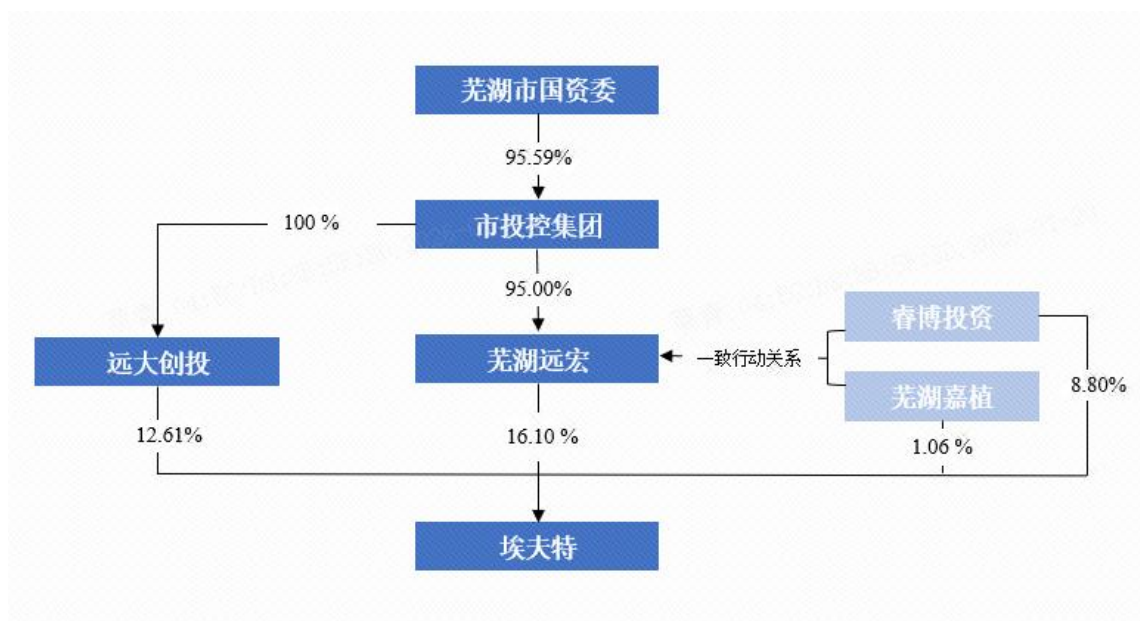 芜湖市国资委
95.59%
100 %
市投控集团
95.00%
睿博投资
远大创投
芜湖远宏
一致行动关系
8.80%
芜湖嘉植
12.61%
16.10 %
1.06 %
埃夫特